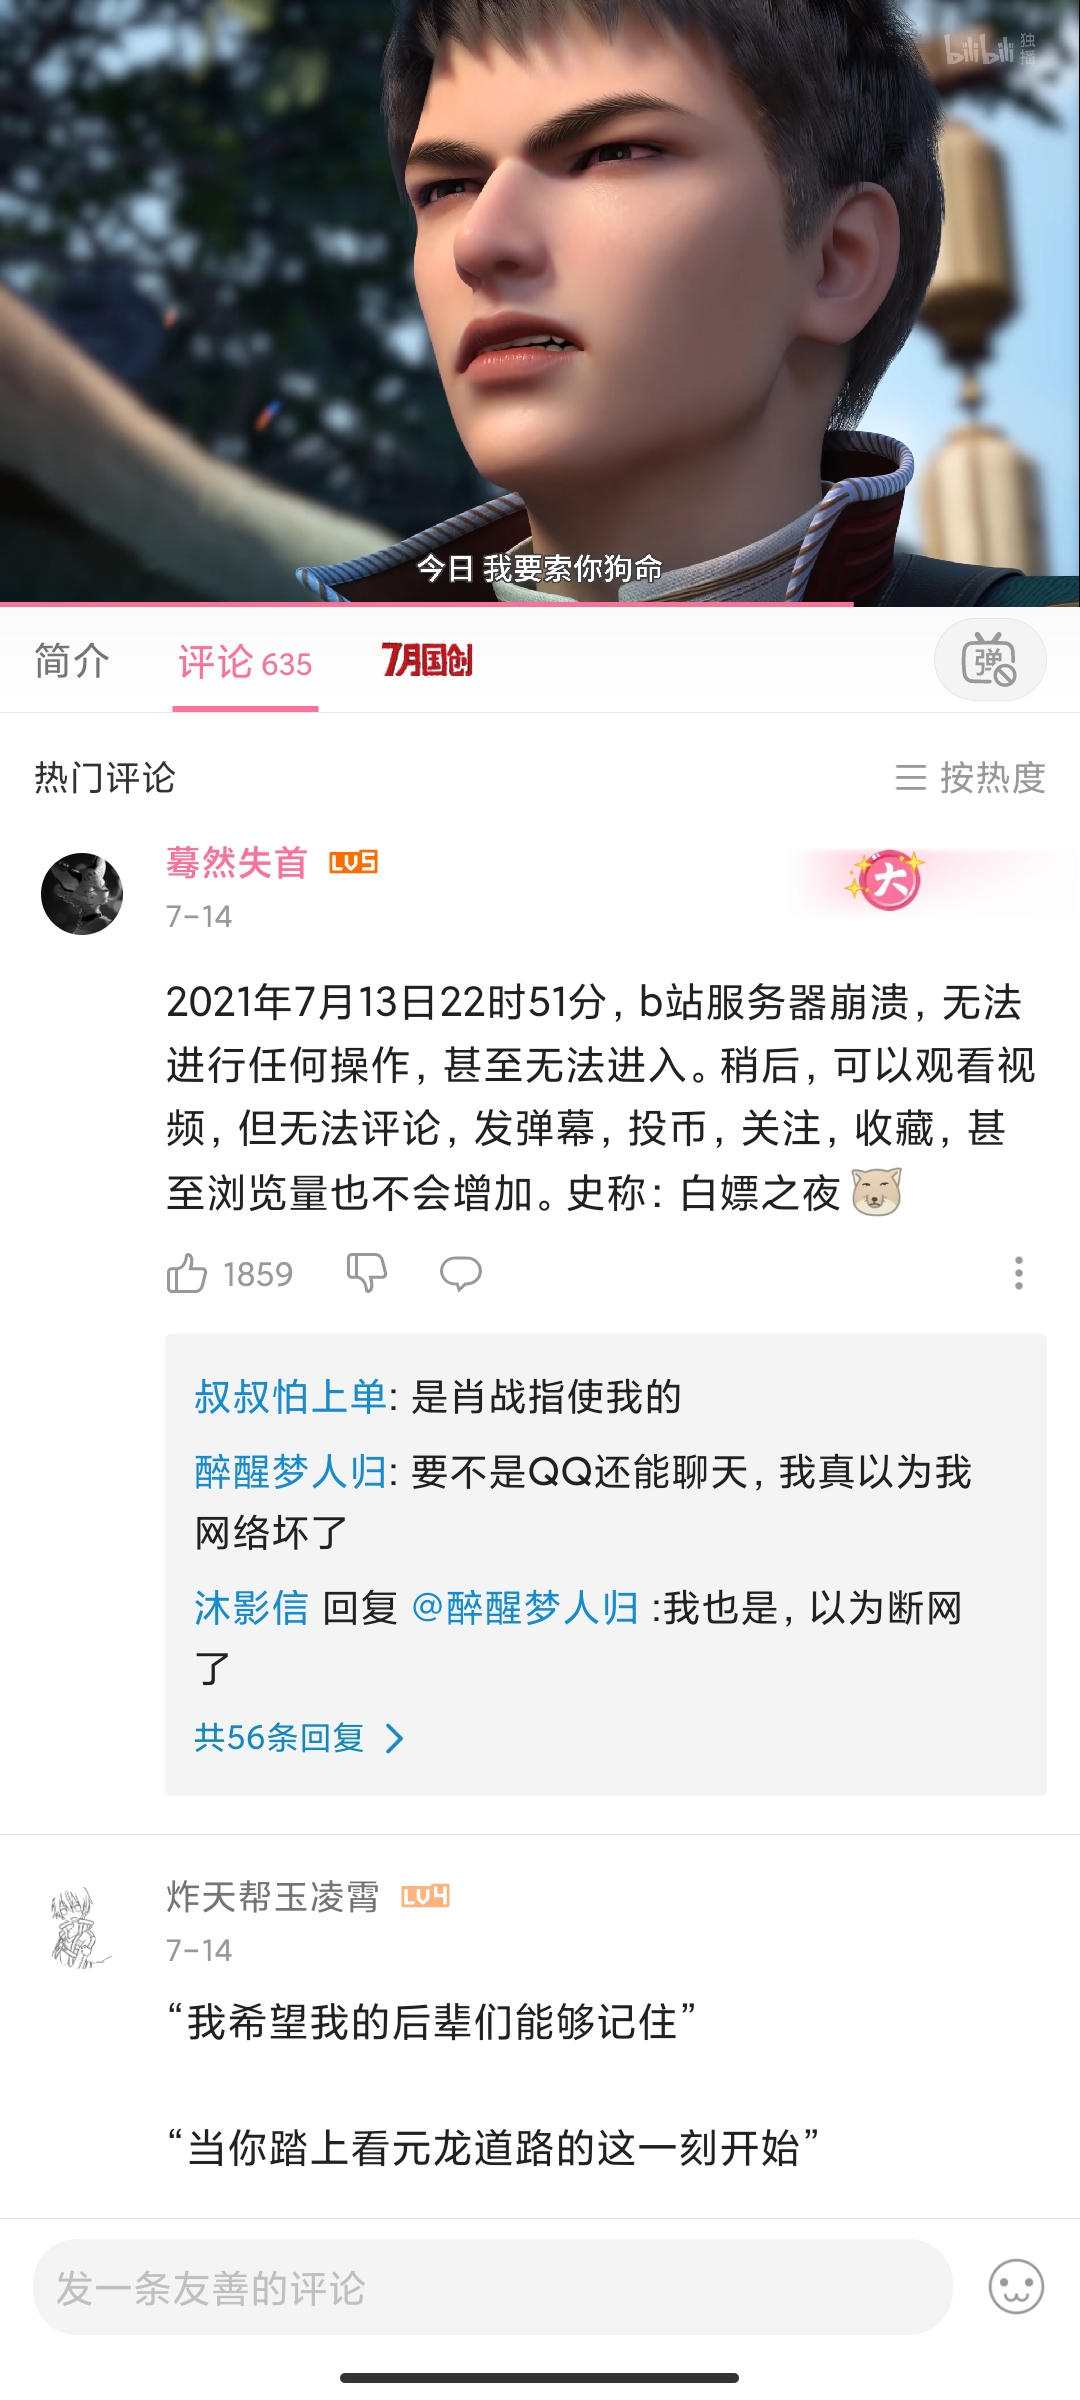 bilibili 独播
今日 我要索你狗命
简介
评论 635
7月国创
弹
热门评论
按热度
蓦然失首 LV5
大
7-14
2021年7月13日22时51分，b站服务器崩溃，无法
进行任何操作，甚至无法进入。稍后，可以观看视
频，但无法评论，发弹幕，投币，关注，收藏，甚
至浏览量也不会增加。史称：白嫖之夜
1859
叔叔怕上单: 是肖战指使我的
醉醒梦人归: 要不是QQ还能聊天，我真以为我
网络坏了
沐影信 回复 @醉醒梦人归 :我也是，以为断网
了
共56条回复
炸天帮玉凌霄 LV4
7-14
“我希望我的后辈们能够记住”
“当你踏上看元龙道路的这一刻开始”
发一条友善的评论